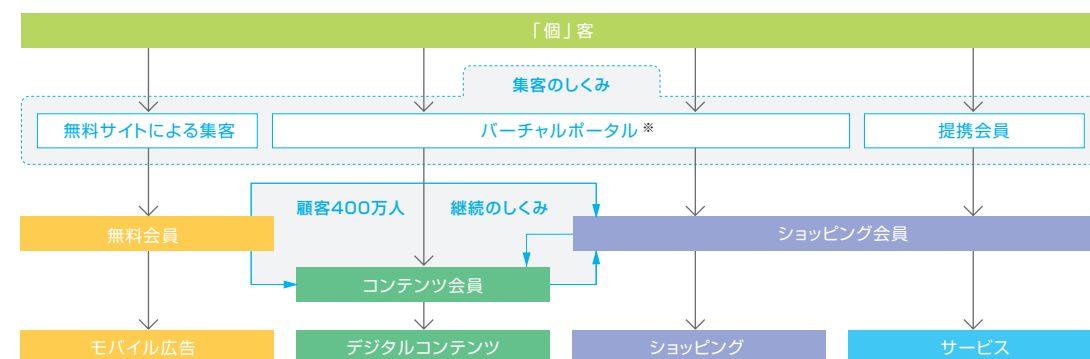 「個」客
集客のしくみ
無料サイトによる集客
バーチャルポータル※
提携会員
顧客400万人
継続のしくみ
無料会員
ショッピング会員
コンテンツ会員
モバイル広告
デジタルコンテンツ
ショッピング
サービス